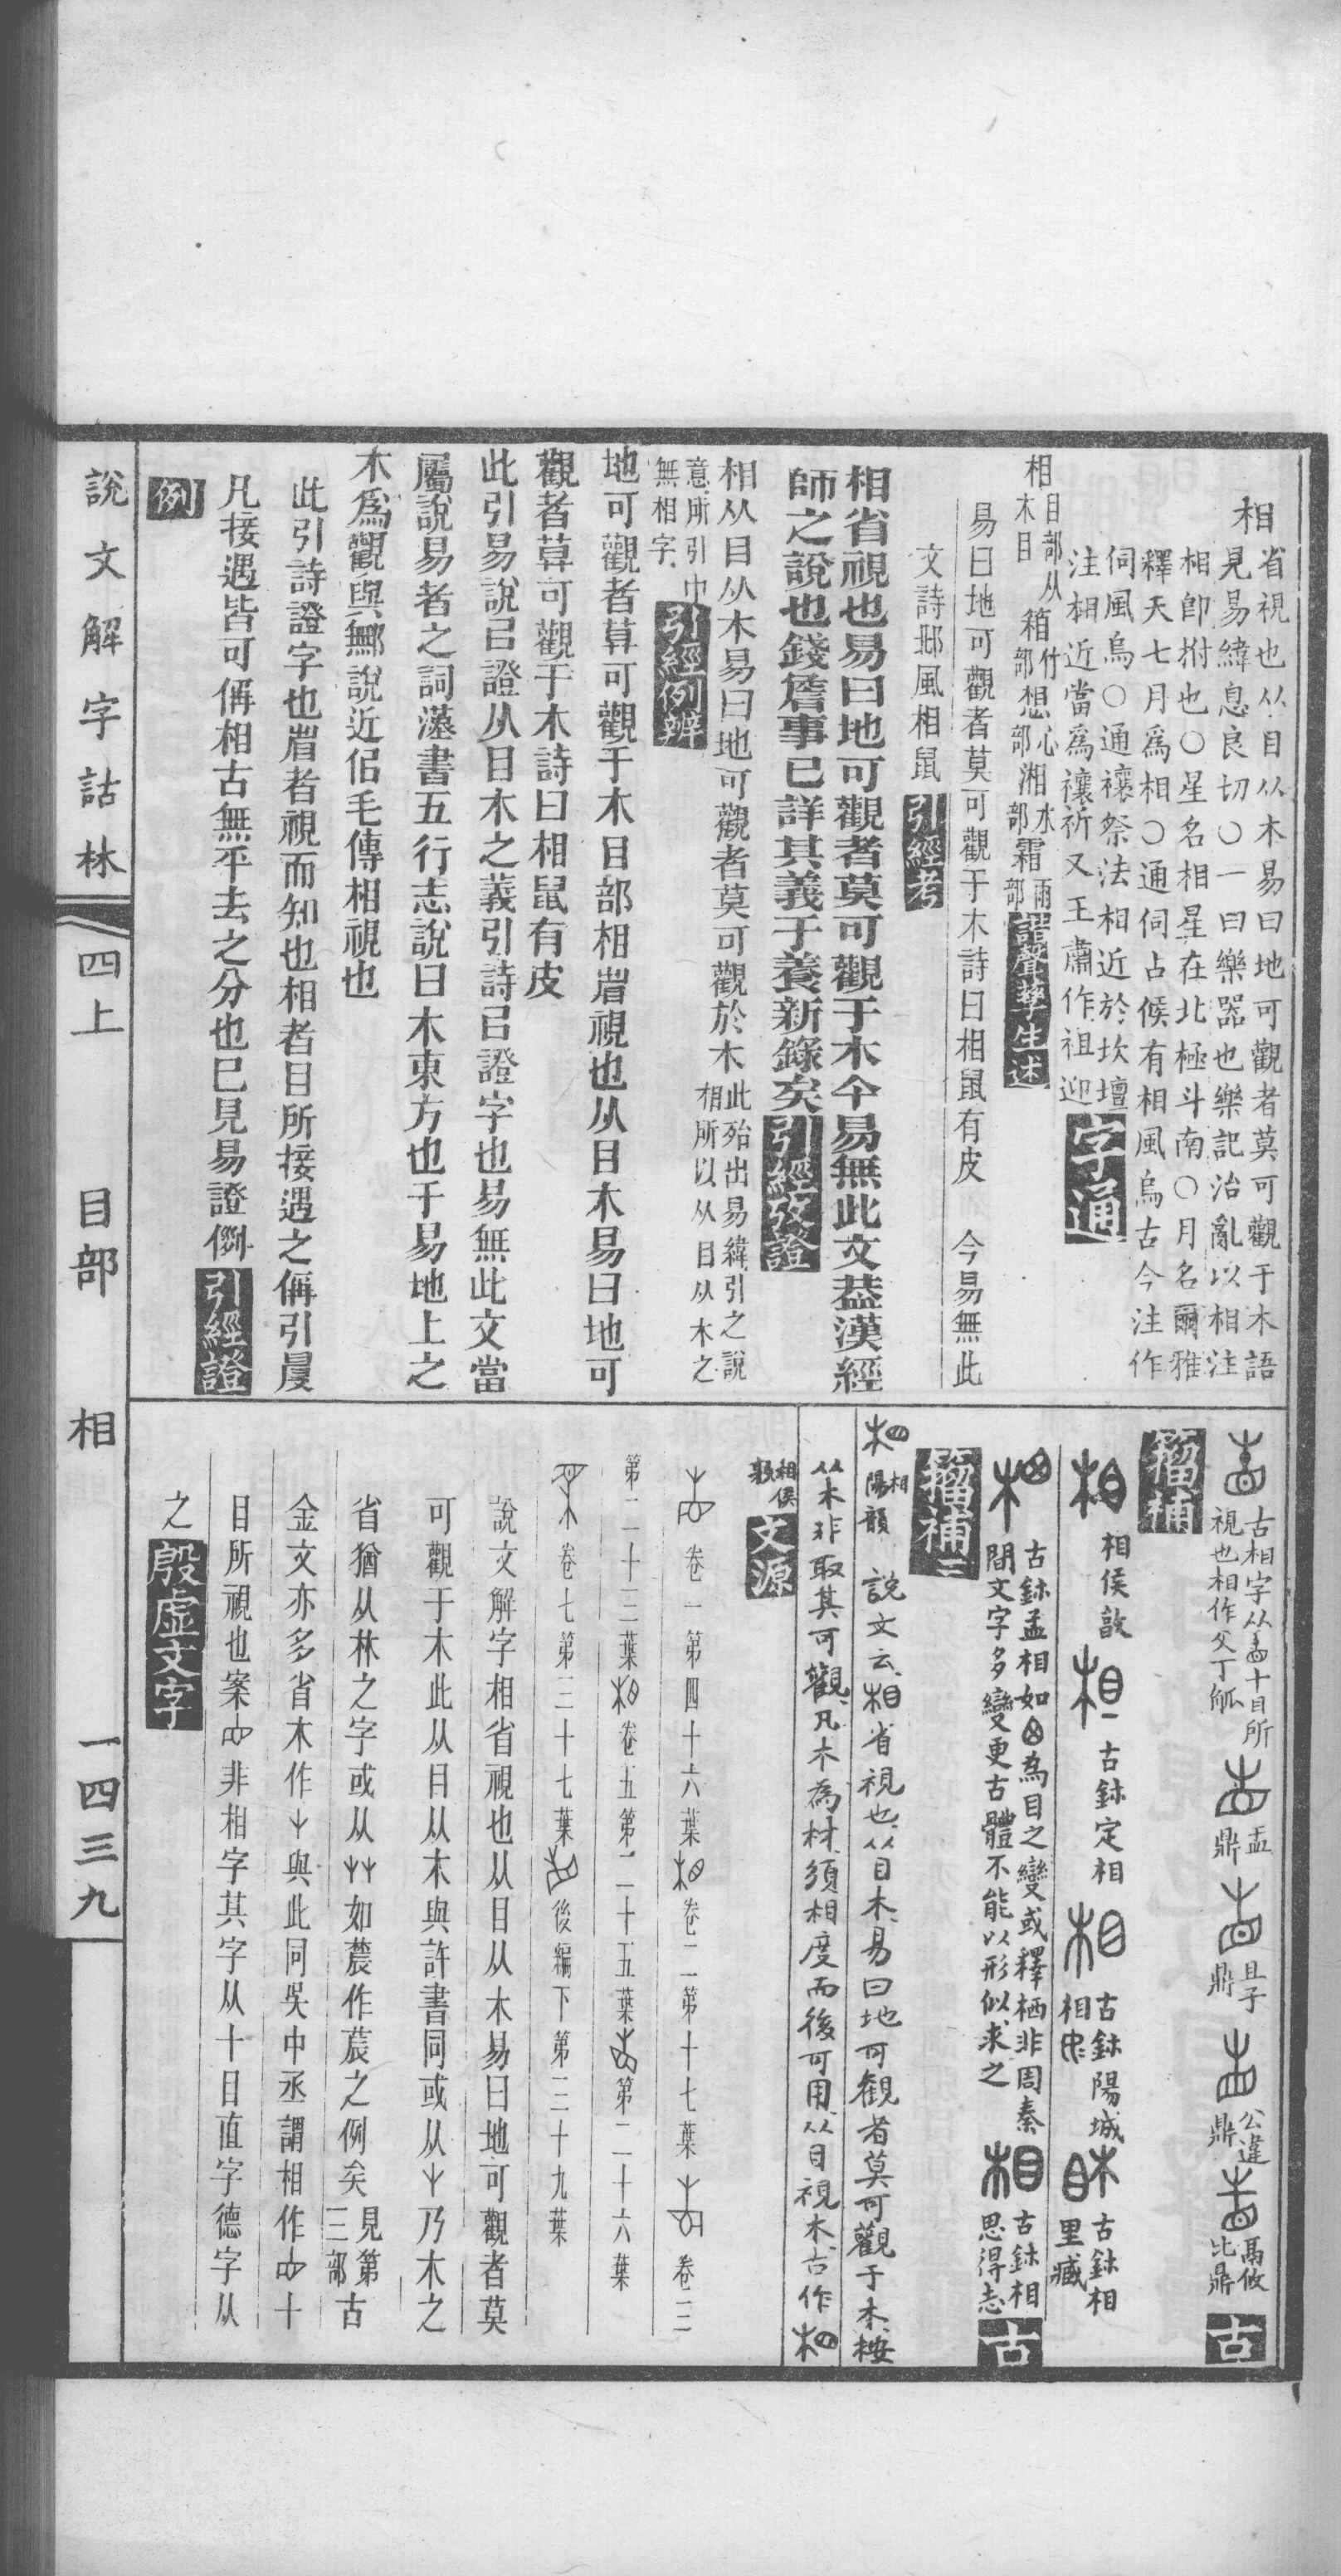 相
省視也从目从木易曰地可觀者莫可觀于木語
見易緯息良切○一曰樂器也樂記治亂以相注
相卽拊也○星名相星在北極斗南○月名爾雅
釋天七月爲相○通伺占候有相風烏古今注作
伺風烏○通禳祭法相近於坎壇
注相近當爲禳祈又王肅作祖迎
字通
相目部从木目
箱竹部想心部湘水部霜雨部
諧聲孳生述
易曰地可觀者莫可觀于木詩曰相鼠有皮 今易無此
文詩邶風相鼠
引經考
相省視也易曰地可觀者莫可觀于木今易無此文葢漢經
師之說也錢詹事已詳其義于養新錄矣
引經攷證
相从目从木易曰地可觀者莫可觀於木
此殆出易緯引之說
相所以从目从木之
意所引中
無相字
引經例辨
地可觀者莫可觀于木目部相省視也从目木易曰地可
觀者莫可觀于木詩曰相鼠有皮
此引易說㠯證从目木之義引詩㠯證字也易無此文當
屬說易者之詞漢書五行志說曰木東方也于易地上之
木爲觀與鄦說近佀毛傳相視也
此引詩證字也省者視而知也相者目所接遇之偁引㫗
凡接遇皆可偁相古無平去之分也已見易證例
引經證
例
古相字从十目所
視也相作父丁觚
盂鼎
且子鼎
公違鼎
鬲攸比鼎
古
籀補
相侯敦
古鉨定相
古鉨陽城
相
古鉨相
里臧
古鉨孟相如
為目之變或釋栖非周秦
間文字多變更古體不能以形似求之
古鉨相
思得志
古
籀補二
相陽韻
說文云相省視也从目木易曰地可觀者莫可觀于木按
从木非取其可觀凡木為材須相度而後可用从目視木古作
相侯敦
文源
卷一第四十六葉
卷二第十七葉
卷二
第二十三葉
卷五第二十五葉
第二十六葉
卷七第三十七葉
後編下第三十九葉
說文解字相省視也从目从木易曰地可觀者莫
可觀于木此从目从木與許書同或从
乃木之
省猶从林之字或从
如蓐作蓐之例矣
見第
三部
古
金文亦多省木作
與此同吳中丞謂相作
十
目所視也案
非相字其字从十目直字德字从
之
殷虛文字
說文解字詁林
四上
目部
相
一四三九